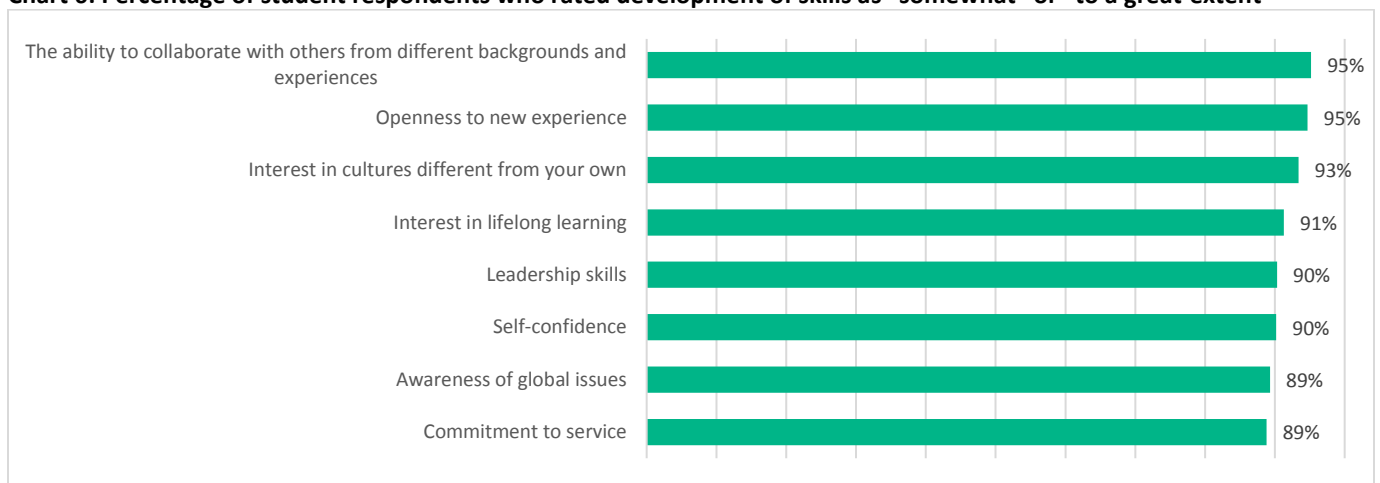 Percentage of student respondents who rated development of skills as "somewhat" or "to a great extent"
The ability to collaborate with others from different backgrounds and
experiences
95%
Openness to new experience
95%
Interest in cultures different from your own
93%
Interest in lifelong learning
91%
Leadership skills
90%
Self-confidence
90%
Awareness of global issues
89%
Commitment to service
89%